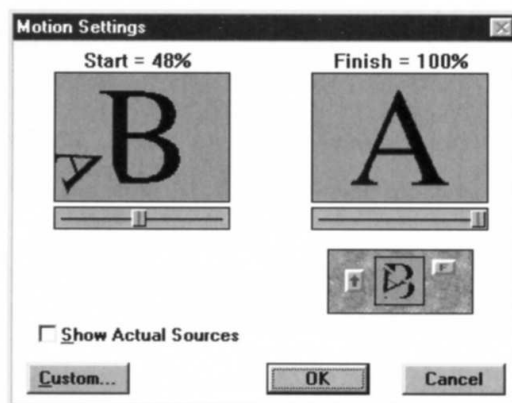 Motion Settings
Start = 48%
Finish = 100%
A B
A
B
F
Show Actual Sources
Custom...
OK
Cancel